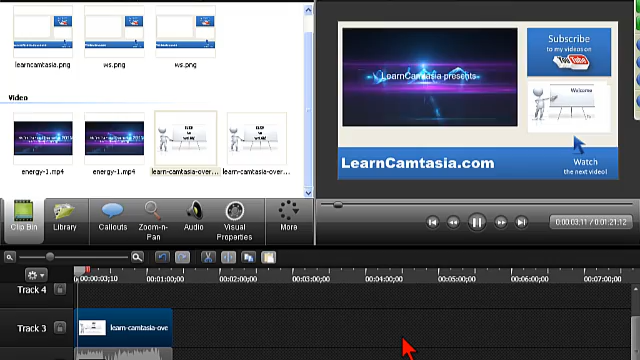 learncamtasia.png
ws.png
ws.png
Video
energy-1.mp4
energy-1.mp4
learn-camtasia-over...
learn-camtasia-over...
LearnCamtasia presents
Subscribe
to my videos on
You Tube
Welcome
LearnCamtasia.com
Watch
the next video!
Clip Bin
Library
Callouts
Zoom-n-
Pan
Audio
Visual
Properties
More
0:00:03.11 / 0:01:21.12
00:00:03;10
00:01:00;00
00:02:00;00
00:03:00;00
00:04:00;00
00:05:00;00
00:06:00;00
00:07:00;00
Track 4
Track 3
learn-camtasia-ove